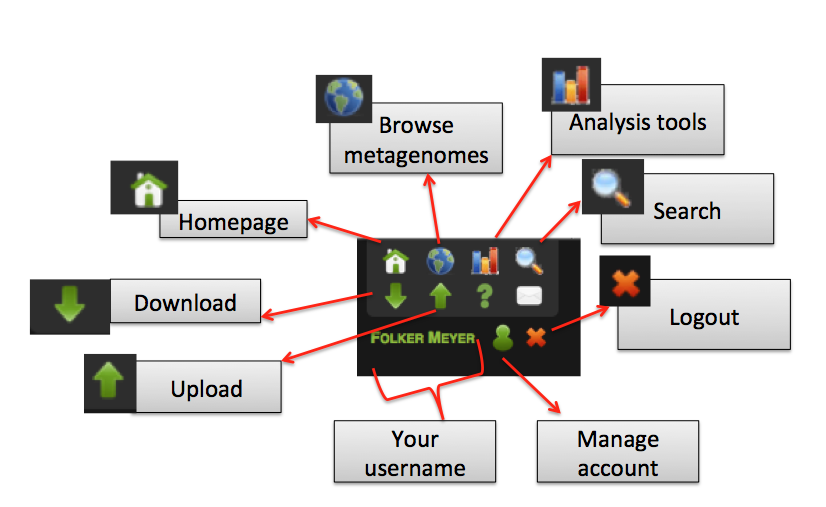 Browse
metagenomes
Analysis tools
Homepage
Search
Download
Logout
FOLKER MEYER
Upload
Your
username
Manage
account